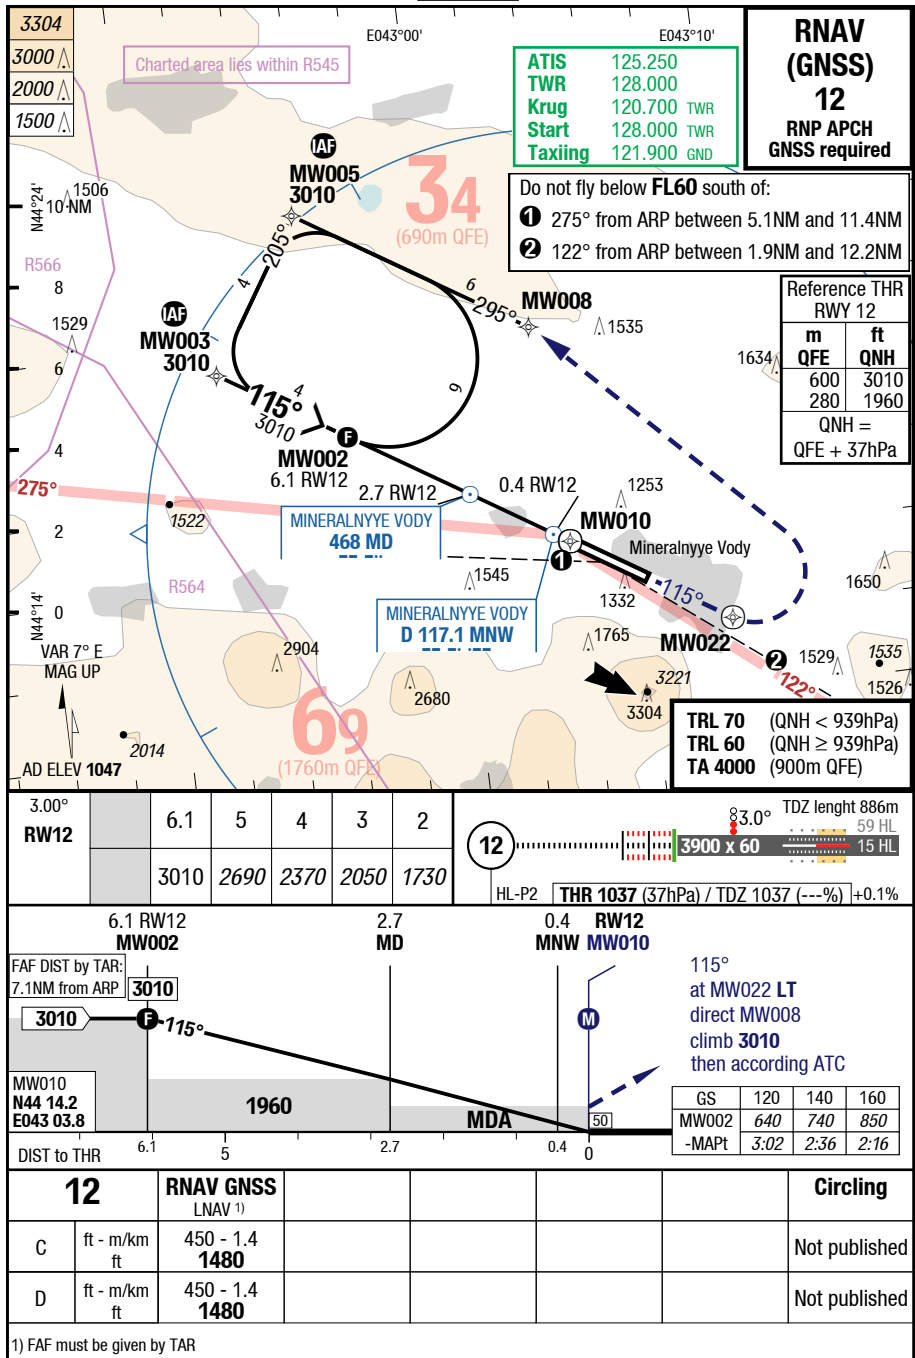 3304
3000
2000
1500
Charted area lies within R545
E043°00'
E043°10'
ATIS 125.250
TWR 128.000
Krug 120.700 TWR
Start 128.000 TWR
Taxiing 121.900 GND
RNAV
(GNSS)
12
RNP APCH
GNSS required
Do not fly below FL60 south of:
1 275° from ARP between 5.1NM and 11.4NM
2 122° from ARP between 1.9NM and 12.2NM
Reference THR
RWY 12
m ft
QFE QNH
600 3010
280 1960
QNH =
QFE + 37hPa
IAF
MW005
3010
34
(690m QFE)
N44°24'
10 NM
1506
R566
205°
4
6
295°
MW008
1535
8
1529
IAF
MW003
3010
1634
6
115°
4
3010
9
F
MW002
6.1 RW12
4
275°
2.7 RW12
0.4 RW12
1253
1522
MINERALNYYE VODY
468 MD
MW010
Mineralnyye Vody
2
1
1545
R564
1332
115°
1650
N44°14'
0
MINERALNYYE VODY
D 117.1 MNW
MW022
VAR 7° E
MAG UP
2904
1765
2
1529
1535
1526
122°
3221
3304
2680
69
(1760m QFE)
2014
AD ELEV 1047
TRL 70 (QNH < 939hPa)
TRL 60 (QNH ≥ 939hPa)
TA 4000 (900m QFE)
3.00°
RW12
6.1 5 4 3 2
3010 2690 2370 2050 1730
12
3.0°
TDZ lenght 886m
59 HL
3900 x 60
15 HL
HL-P2
THR 1037 (37hPa) / TDZ 1037 (---%)
+0.1%
6.1 RW12 2.7 0.4 RW12
MW002 MD MNW MW010
FAF DIST by TAR:
7.1NM from ARP
3010
3010
F
115°
M
115°
at MW022 LT
direct MW008
climb 3010
then according ATC
MW010
N44 14.2
E043 03.8
1960
MDA
50
GS 120 140 160
MW002 640 740 850
-MAPt 3:02 2:36 2:16
DIST to THR
6.1 5 2.7 0.4 0
12 RNAV GNSS Circling
LNAV 1)
C ft - m/km 450 - 1.4 Not published
ft 1480
D ft - m/km 450 - 1.4 Not published
ft 1480
1) FAF must be given by TAR